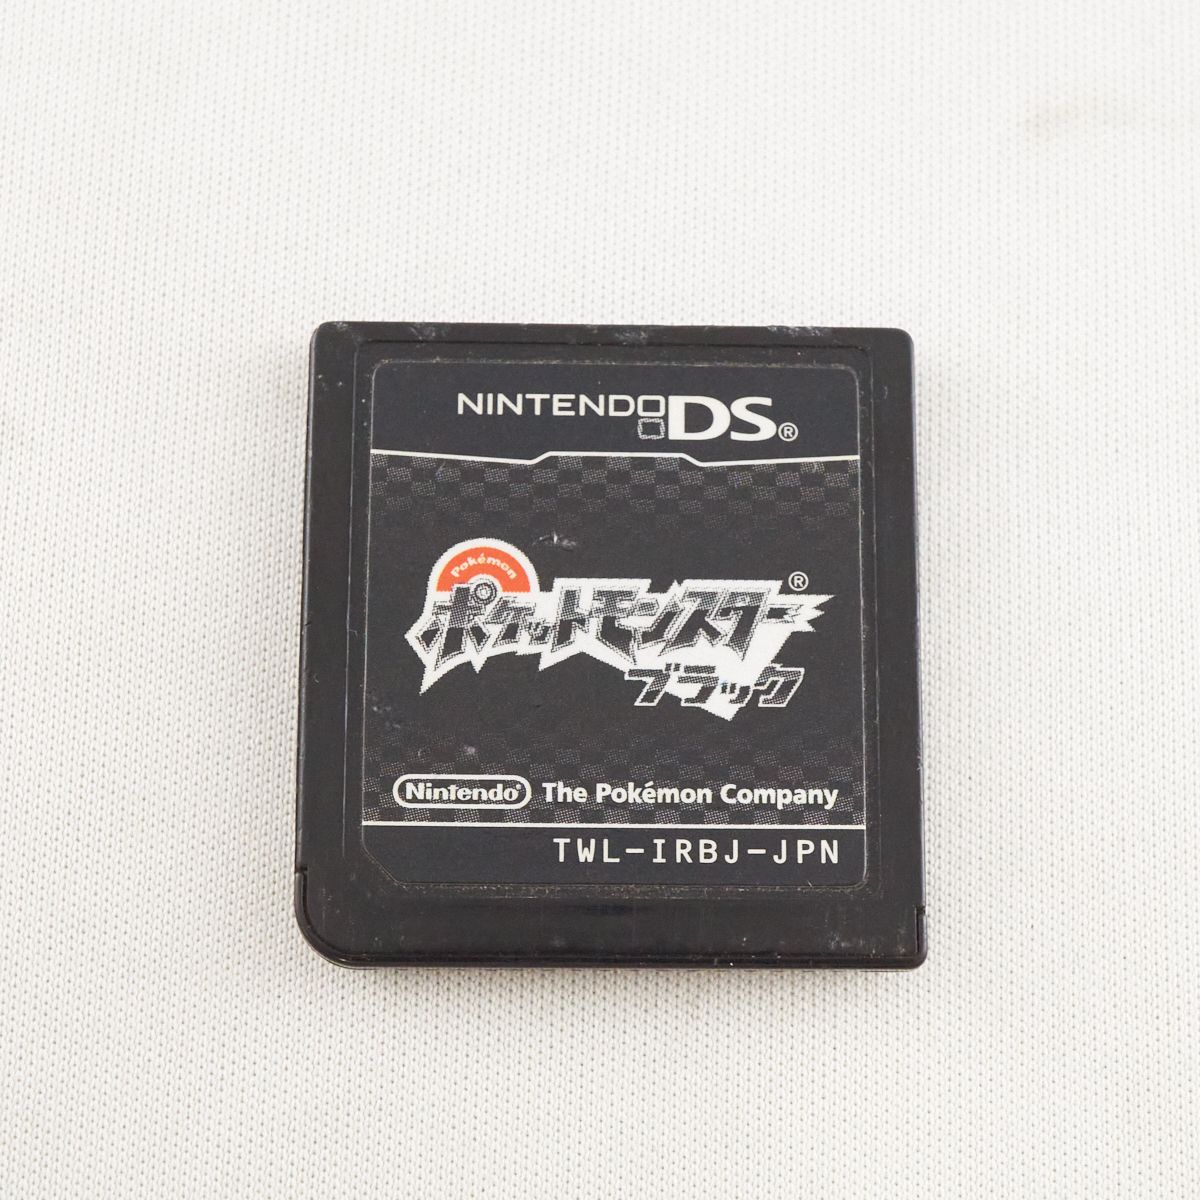 NINTENDO DS®
Pokémon
ポケットモンスター®
ブラック
Nintendo® The Pokémon Company
TWL-IRBJ-JPN